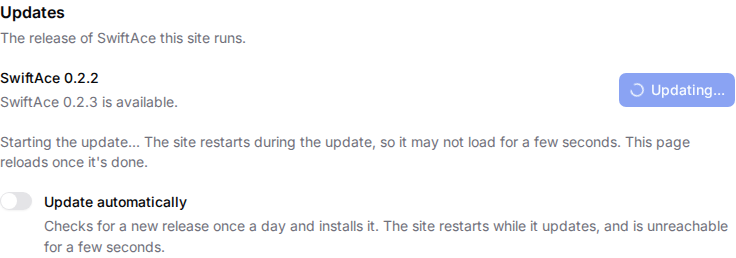 Updates
The release of SwiftAce this site runs.
SwiftAce 0.2.2
SwiftAce 0.2.3 is available.
Updating...
Starting the update... The site restarts during the update, so it may not load for a few seconds. This page
reloads once it's done.
Update automatically
Checks for a new release once a day and installs it. The site restarts while it updates, and is unreachable
for a few seconds.